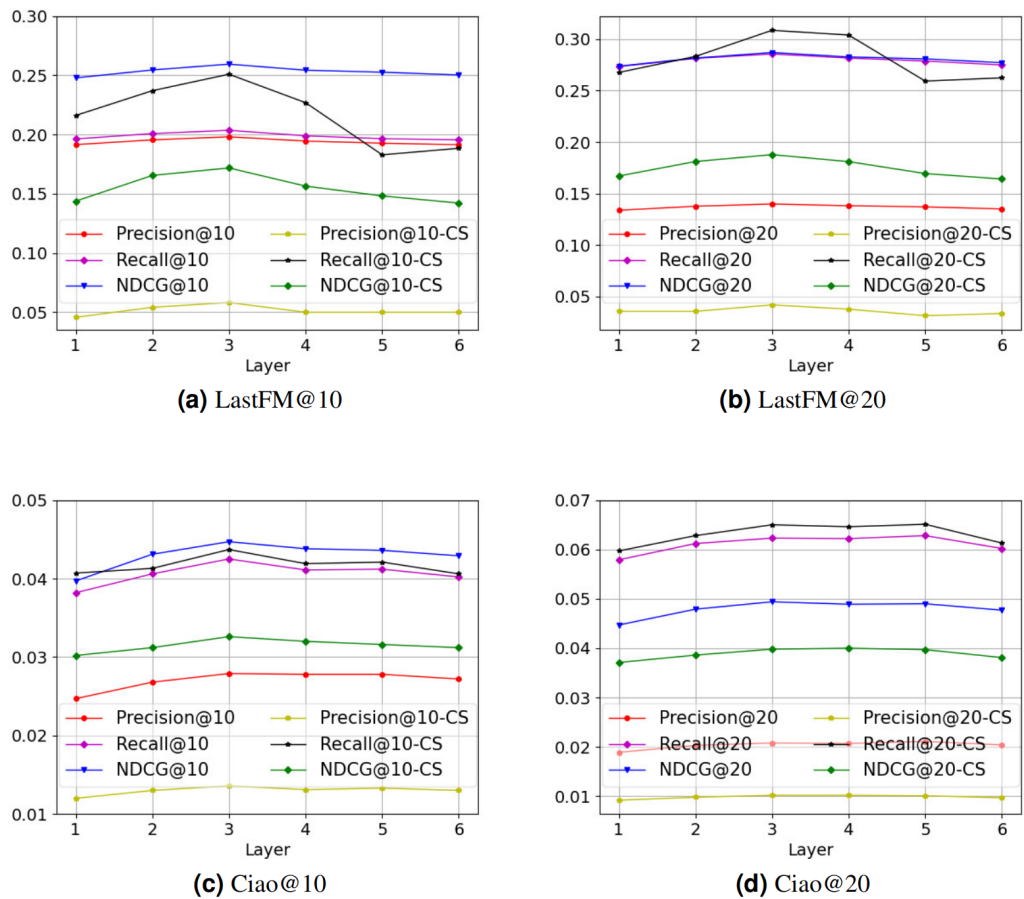 0.30
0.25
0.20
0.15
0.10
0.05
Precision@10 Precision@10-CS
Recall@10 Recall@10-CS
NDCG@10 NDCG@10-CS
1 2 3 4 5 6
Layer
(a) LastFM@10
0.30
0.25
0.20
0.15
0.10
0.05
Precision@20 Precision@20-CS
Recall@20 Recall@20-CS
NDCG@20 NDCG@20-CS
1 2 3 4 5 6
Layer
(b) LastFM@20
0.05
0.04
0.03
0.02
0.01
Precision@10 Precision@10-CS
Recall@10 Recall@10-CS
NDCG@10 NDCG@10-CS
1 2 3 4 5 6
Layer
(c) Ciao@10
0.07
0.06
0.05
0.04
0.03
0.02
0.01
Precision@20 Precision@20-CS
Recall@20 Recall@20-CS
NDCG@20 NDCG@20-CS
1 2 3 4 5 6
Layer
(d) Ciao@20